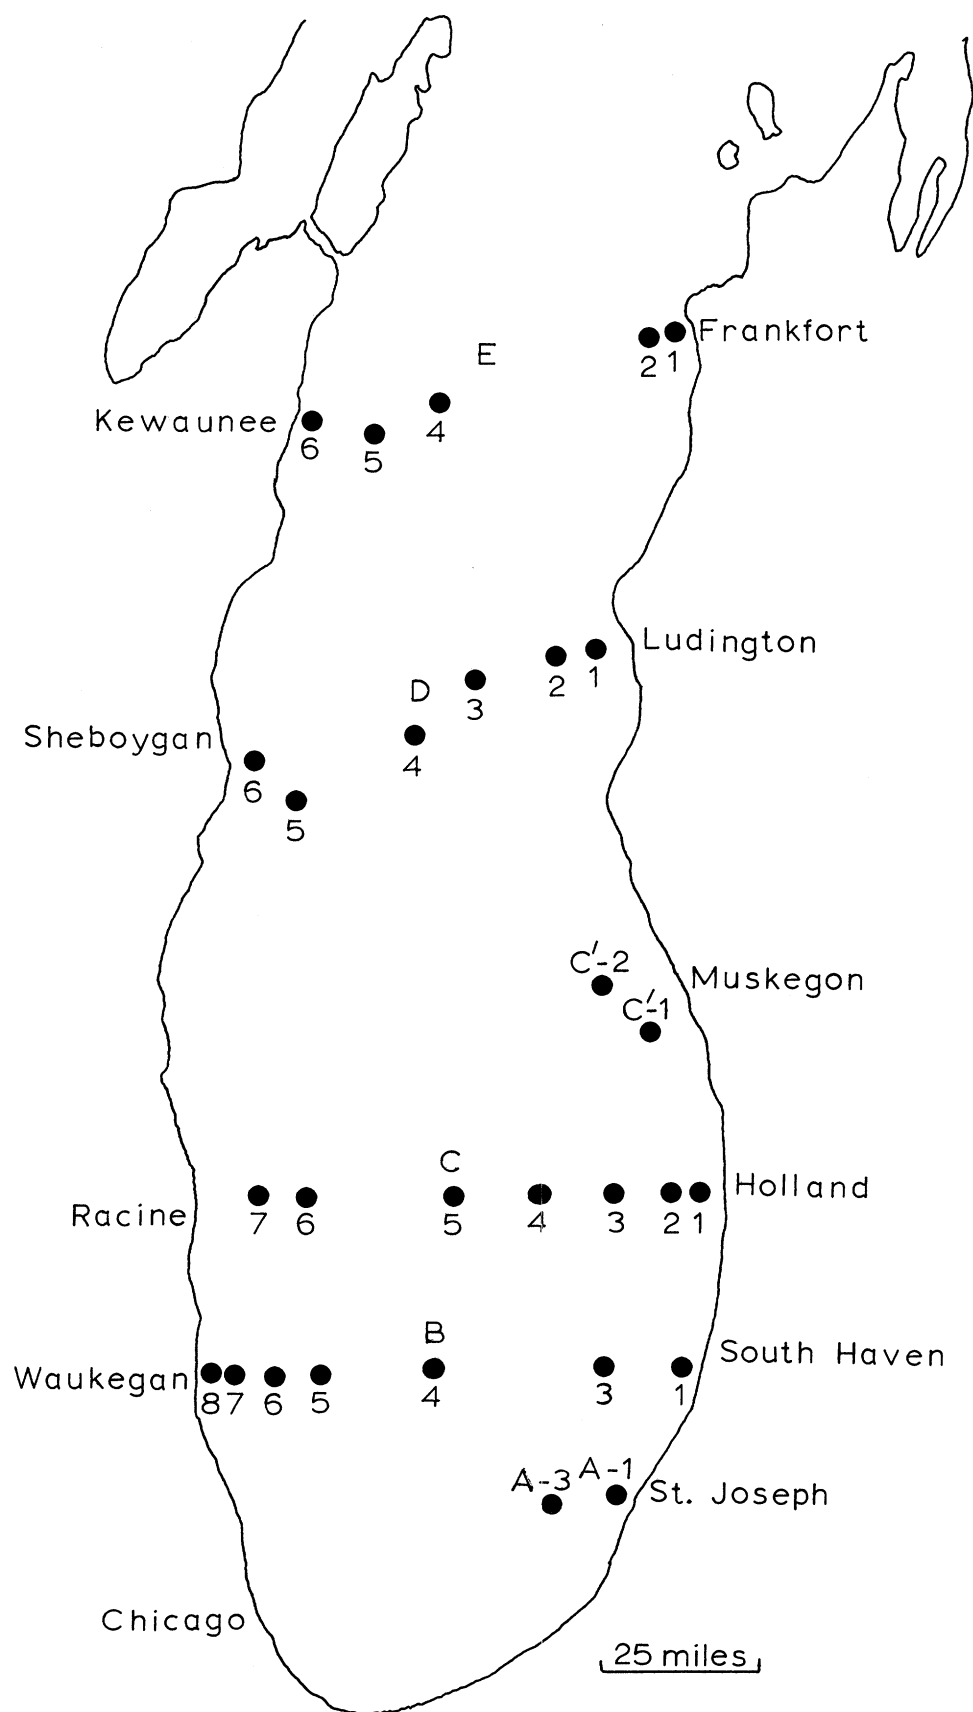 Frankfort
2 1
E
Kewaunee
6 5 4
Ludington
D
3 2 1
Sheboygan
4
6
5
C'-2
Muskegon
C'-1
C
Holland
Racine
7 6 5 4 3 2 1
B
South Haven
Waukegan
8 7 6 5 4 3 1
A-3 A-1
St. Joseph
Chicago
25 miles